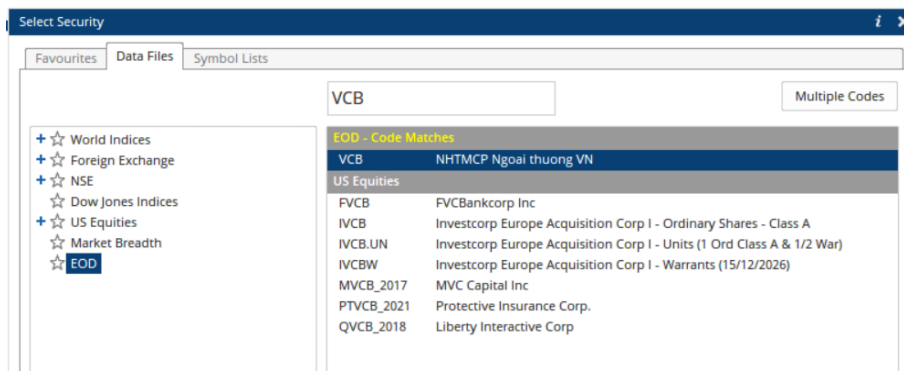 Select Security i
Favourites Data Files Symbol Lists
VCB Multiple Codes
World Indices
Foreign Exchange
NSE
Dow Jones Indices
US Equities
Market Breadth
EOD
EOD - Code Matches
VCB NHTMCP Ngoai thuong VN
US Equities
FVCB FVCBankcorp Inc
IVCB Investcorp Europe Acquisition Corp I - Ordinary Shares - Class A
IVCB.UN Investcorp Europe Acquisition Corp I - Units (1 Ord Class A & 1/2 War)
IVCBW Investcorp Europe Acquisition Corp I - Warrants (15/12/2026)
MVCB_2017 MVC Capital Inc
PTVCB_2021 Protective Insurance Corp.
QVCB_2018 Liberty Interactive Corp